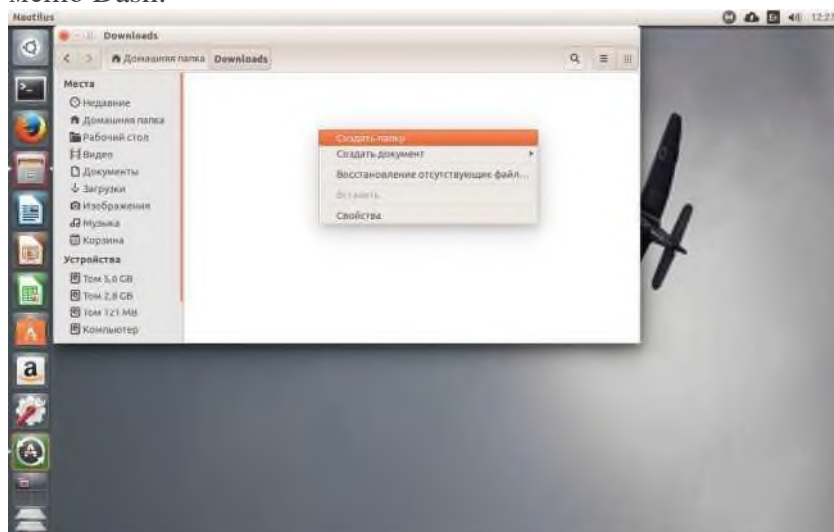 Меню Dash.
Nautilus
En 12:27
Downloads
Домашняя папка Downloads
Места
Недавние
Домашняя папка
Рабочий стол
Видео
Документы
Загрузки
Изображения
Музыка
Корзина
Устройства
Том 5,0 GB
Том 2,8 GB
Том 121 MB
Компьютер
Создать папку
Создать документ
Восстановление отсутствующих файл...
Вставить
Свойства
a